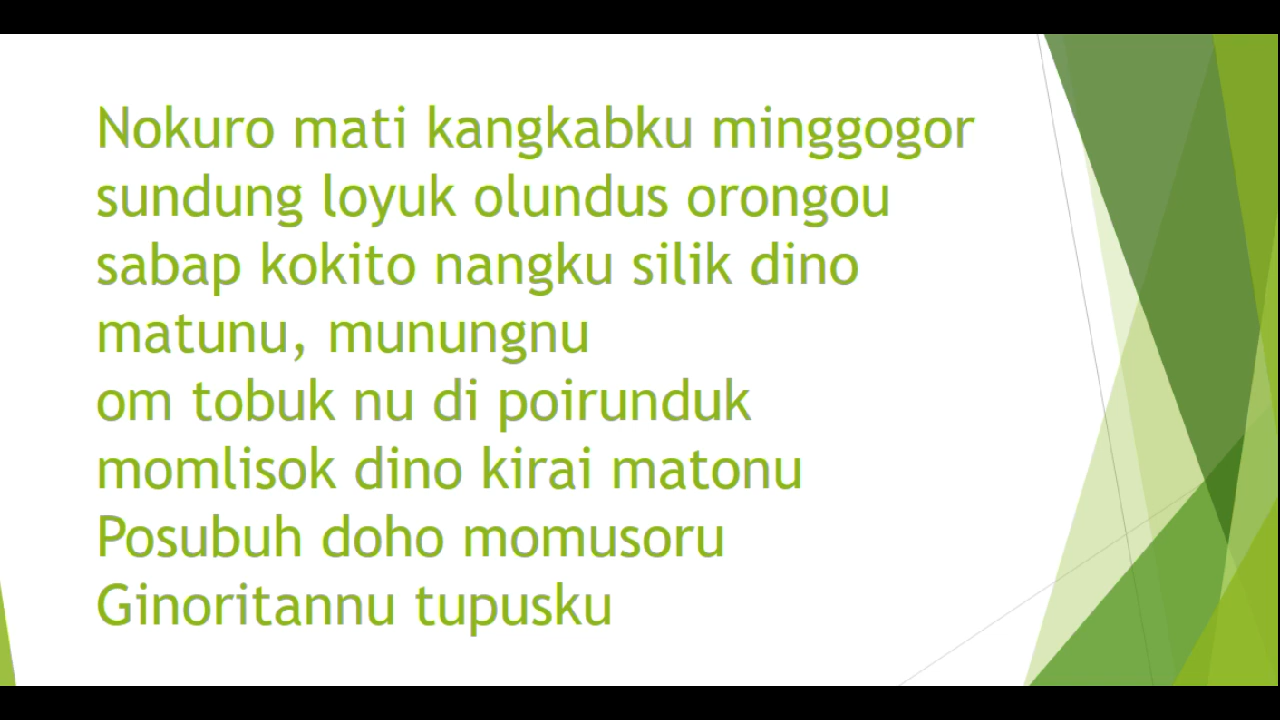 Nokuro mati kangkabku minggogor
sundung loyuk olundus orongou
sabap kokito nangku silik dino
matunu, munungnu
om tobuk nu di poirunduk
momlisok dino kirai matonu
Posubuh doho momusoru
Ginoritannu tupusku